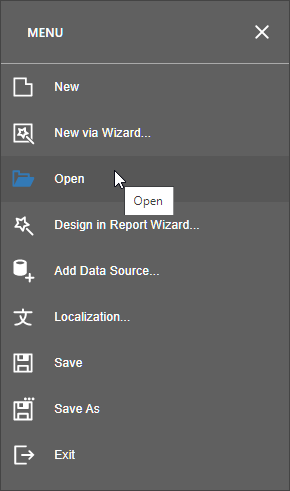 MENU
New
New via Wizard...
Open
Open
Design in Report Wizard...
Add Data Source...
Localization...
Save
Save As
Exit